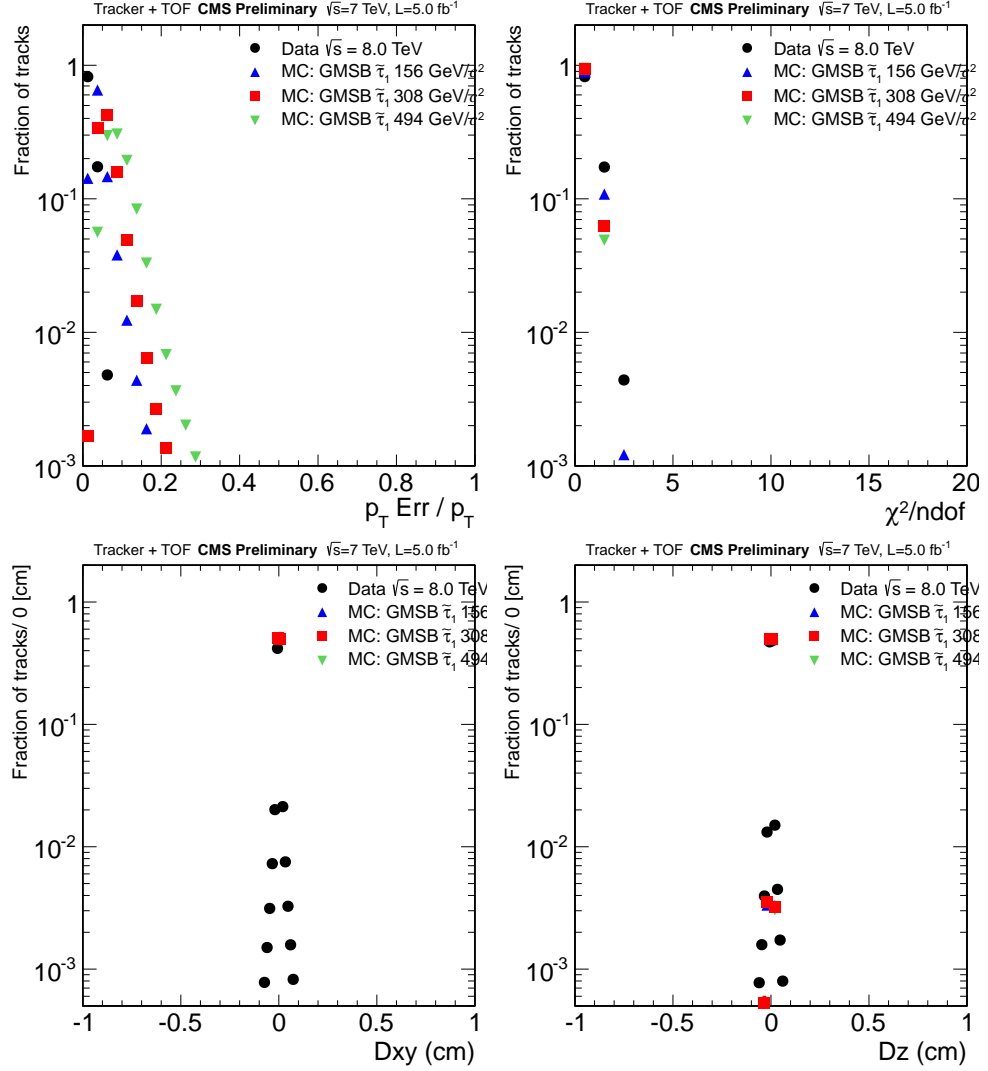 Tracker + TOF CMS Preliminary √s=7 TeV, L=5.0 fb⁻¹
Fraction of tracks
Data √s = 8.0 TeV
MC: GMSB τ̃₁ 156 GeV/c²
MC: GMSB τ̃₁ 308 GeV/c²
MC: GMSB τ̃₁ 494 GeV/c²
1
10⁻¹
10⁻²
10⁻³
0 0.2 0.4 0.6 0.8 1
p_T Err / p_T
Tracker + TOF CMS Preliminary √s=7 TeV, L=5.0 fb⁻¹
Fraction of tracks
Data √s = 8.0 TeV
MC: GMSB τ̃₁ 156 GeV/c²
MC: GMSB τ̃₁ 308 GeV/c²
MC: GMSB τ̃₁ 494 GeV/c²
1
10⁻¹
10⁻²
10⁻³
0 5 10 15 20
χ²/ndof
Tracker + TOF CMS Preliminary √s=7 TeV, L=5.0 fb⁻¹
Fraction of tracks/ 0 [cm]
Data √s = 8.0 TeV
MC: GMSB τ̃₁ 156
MC: GMSB τ̃₁ 308
MC: GMSB τ̃₁ 494
1
10⁻¹
10⁻²
10⁻³
-1 -0.5 0 0.5 1
Dxy (cm)
Tracker + TOF CMS Preliminary √s=7 TeV, L=5.0 fb⁻¹
Fraction of tracks/ 0 [cm]
Data √s = 8.0 TeV
MC: GMSB τ̃₁ 156
MC: GMSB τ̃₁ 308
MC: GMSB τ̃₁ 494
1
10⁻¹
10⁻²
10⁻³
-1 -0.5 0 0.5 1
Dz (cm)